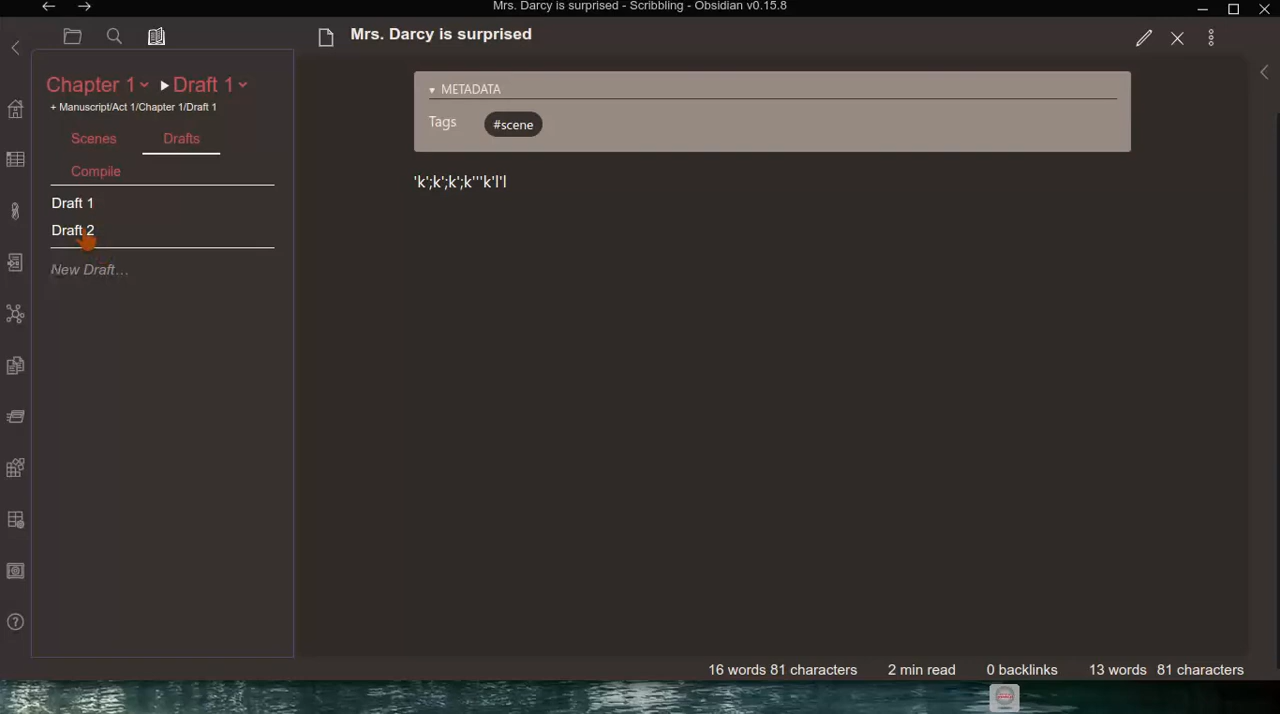 Mrs. Darcy is surprised - Scribbling - Obsidian v0.15.8
Mrs. Darcy is surprised
Chapter 1 Draft 1
+ Manuscript/Act 1/Chapter 1/Draft 1
Scenes Drafts
Compile
Draft 1
Draft 2
New Draft...
METADATA
Tags #scene
'k';k';k';k'''k'l'l
16 words 81 characters 2 min read 0 backlinks 13 words 81 characters